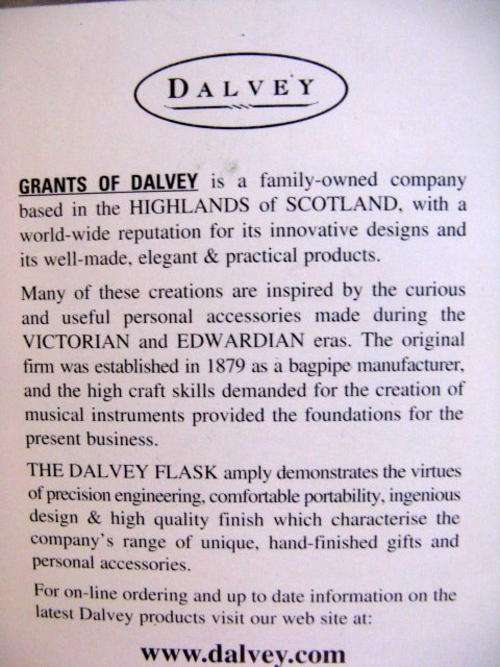 DALVEY
GRANTS OF DALVEY is a family-owned company
based in the HIGHLANDS of SCOTLAND, with a
world-wide reputation for its innovative designs and
its well-made, elegant & practical products.
Many of these creations are inspired by the curious
and useful personal accessories made during the
VICTORIAN and EDWARDIAN eras. The original
firm was established in 1879 as a bagpipe manufacturer,
and the high craft skills demanded for the creation of
musical instruments provided the foundations for the
present business.
THE DALVEY FLASK amply demonstrates the virtues
of precision engineering, comfortable portability, ingenious
design & high quality finish which characterise the
company's range of unique, hand-finished gifts and
personal accessories.
For on-line ordering and up to date information on the
latest Dalvey products visit our web site at:
www.dalvey.com